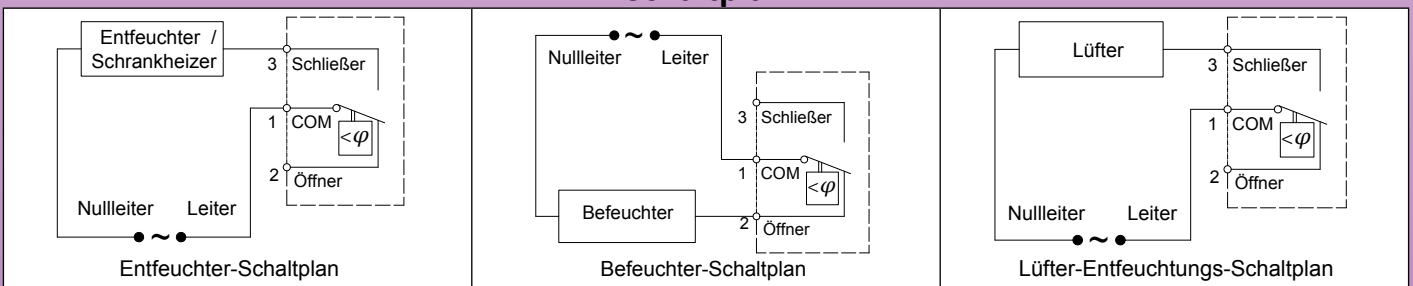 Entfeuchter /
Schrankheizer
3 Schließer
1 COM
<φ
2 Öffner
Nullleiter Leiter
~
Entfeuchter-Schaltplan
~
Nullleiter Leiter
3 Schließer
1 COM
<φ
Befeuchter
2 Öffner
Befeuchter-Schaltplan
Lüfter
3 Schließer
1 COM
<φ
2 Öffner
Nullleiter Leiter
~
Lüfter-Entfeuchtungs-Schaltplan